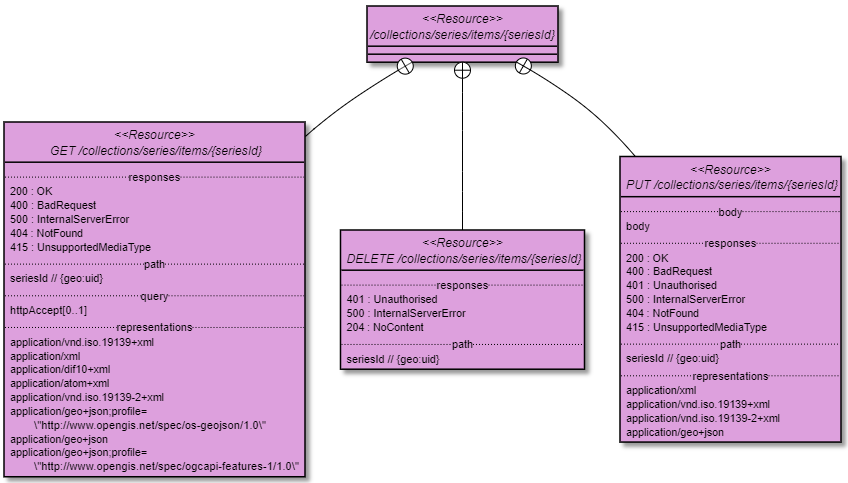 <<Resource>>
/collections/series/items/{seriesId}
<<Resource>>
GET /collections/series/items/{seriesId}
responses
200 : OK
400 : BadRequest
500 : InternalServerError
404 : NotFound
415 : UnsupportedMediaType
path
seriesId // {geo:uid}
query
httpAccept[0..1]
representations
application/vnd.iso.19139+xml
application/xml
application/dif10+xml
application/atom+xml
application/vnd.iso.19139-2+xml
application/geo+json;profile=
\"http://www.opengis.net/spec/os-geojson/1.0\"
application/geo+json
application/geo+json;profile=
\"http://www.opengis.net/spec/ogcapi-features-1/1.0\"
<<Resource>>
DELETE /collections/series/items/{seriesId}
responses
401 : Unauthorised
500 : InternalServerError
204 : NoContent
path
seriesId // {geo:uid}
<<Resource>>
PUT /collections/series/items/{seriesId}
body
body
responses
200 : OK
400 : BadRequest
401 : Unauthorised
500 : InternalServerError
404 : NotFound
415 : UnsupportedMediaType
path
seriesId // {geo:uid}
representations
application/xml
application/vnd.iso.19139+xml
application/vnd.iso.19139-2+xml
application/geo+json